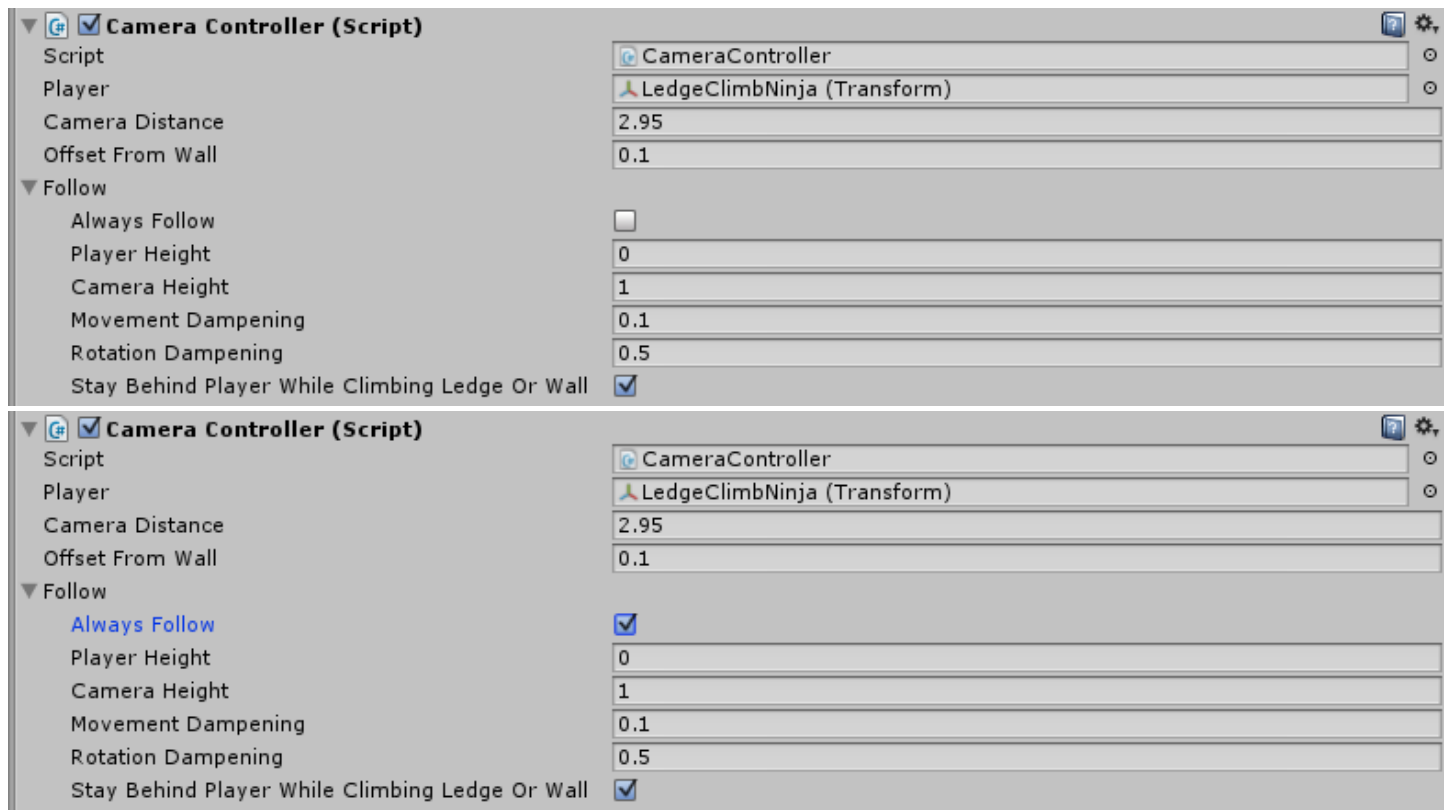 Camera Controller (Script)
Script CameraController
Player LedgeClimbNinja (Transform)
Camera Distance 2.95
Offset From Wall 0.1
Follow
Always Follow
Player Height 0
Camera Height 1
Movement Dampening 0.1
Rotation Dampening 0.5
Stay Behind Player While Climbing Ledge Or Wall
Camera Controller (Script)
Script CameraController
Player LedgeClimbNinja (Transform)
Camera Distance 2.95
Offset From Wall 0.1
Follow
Always Follow
Player Height 0
Camera Height 1
Movement Dampening 0.1
Rotation Dampening 0.5
Stay Behind Player While Climbing Ledge Or Wall